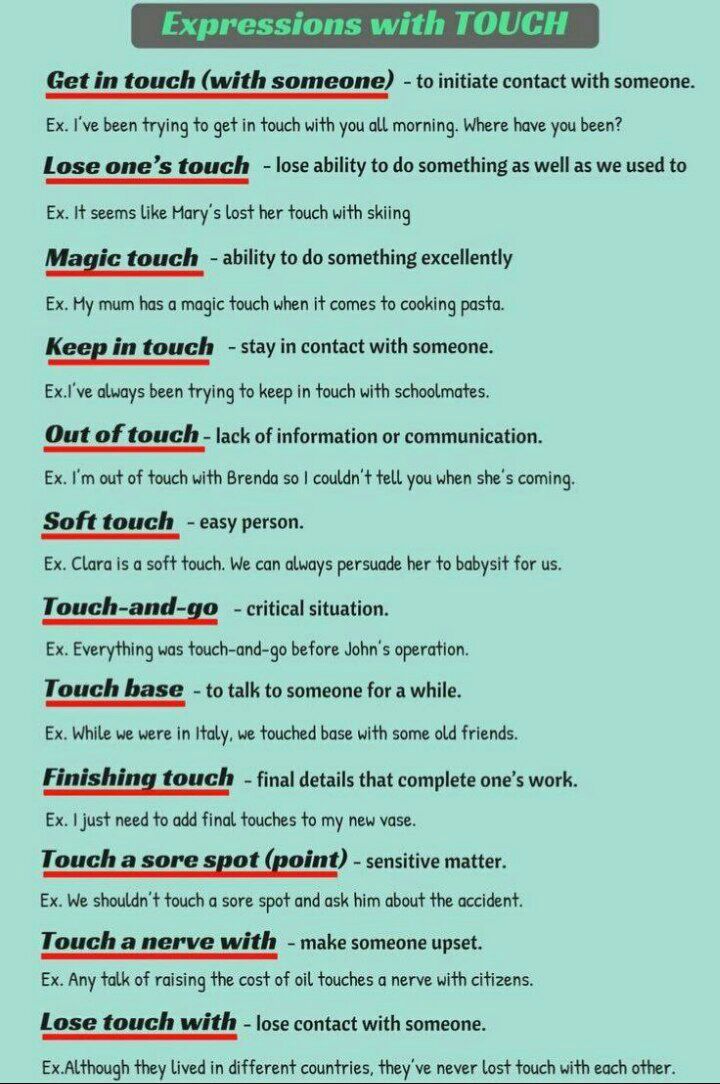 Expressions with TOUCH
Get in touch (with someone) - to initiate contact with someone.
Ex. I've been trying to get in touch with you all morning. Where have you been?
Lose one's touch - lose ability to do something as well as we used to
Ex. It seems like Mary's lost her touch with skiing
Magic touch - ability to do something excellently
Ex. My mum has a magic touch when it comes to cooking pasta.
Keep in touch - stay in contact with someone.
Ex.I've always been trying to keep in touch with schoolmates.
Out of touch - lack of information or communication.
Ex. I'm out of touch with Brenda so I couldn't tell you when she's coming.
Soft touch - easy person.
Ex. Clara is a soft touch. We can always persuade her to babysit for us.
Touch-and-go - critical situation.
Ex. Everything was touch-and-go before John's operation.
Touch base - to talk to someone for a while.
Ex. While we were in Italy, we touched base with some old friends.
Finishing touch - final details that complete one's work.
Ex. I just need to add final touches to my new vase.
Touch a sore spot (point) - sensitive matter.
Ex. We shouldn't touch a sore spot and ask him about the accident.
Touch a nerve with - make someone upset.
Ex. Any talk of raising the cost of oil touches a nerve with citizens.
Lose touch with - lose contact with someone.
Ex.Although they lived in different countries, they've never lost touch with each other.